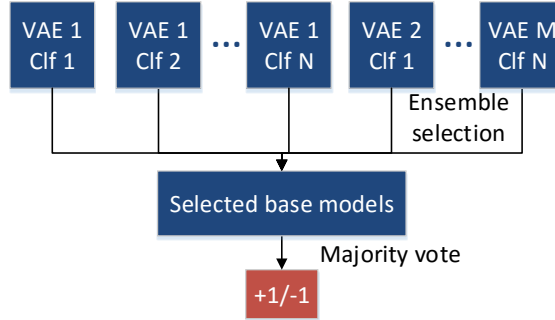 VAE 1
Clf 1
VAE 1
Clf 2
...
VAE 1
Clf N
VAE 2
Clf 1
...
VAE M
Clf N
Ensemble
selection
Selected base models
Majority vote
+1/-1